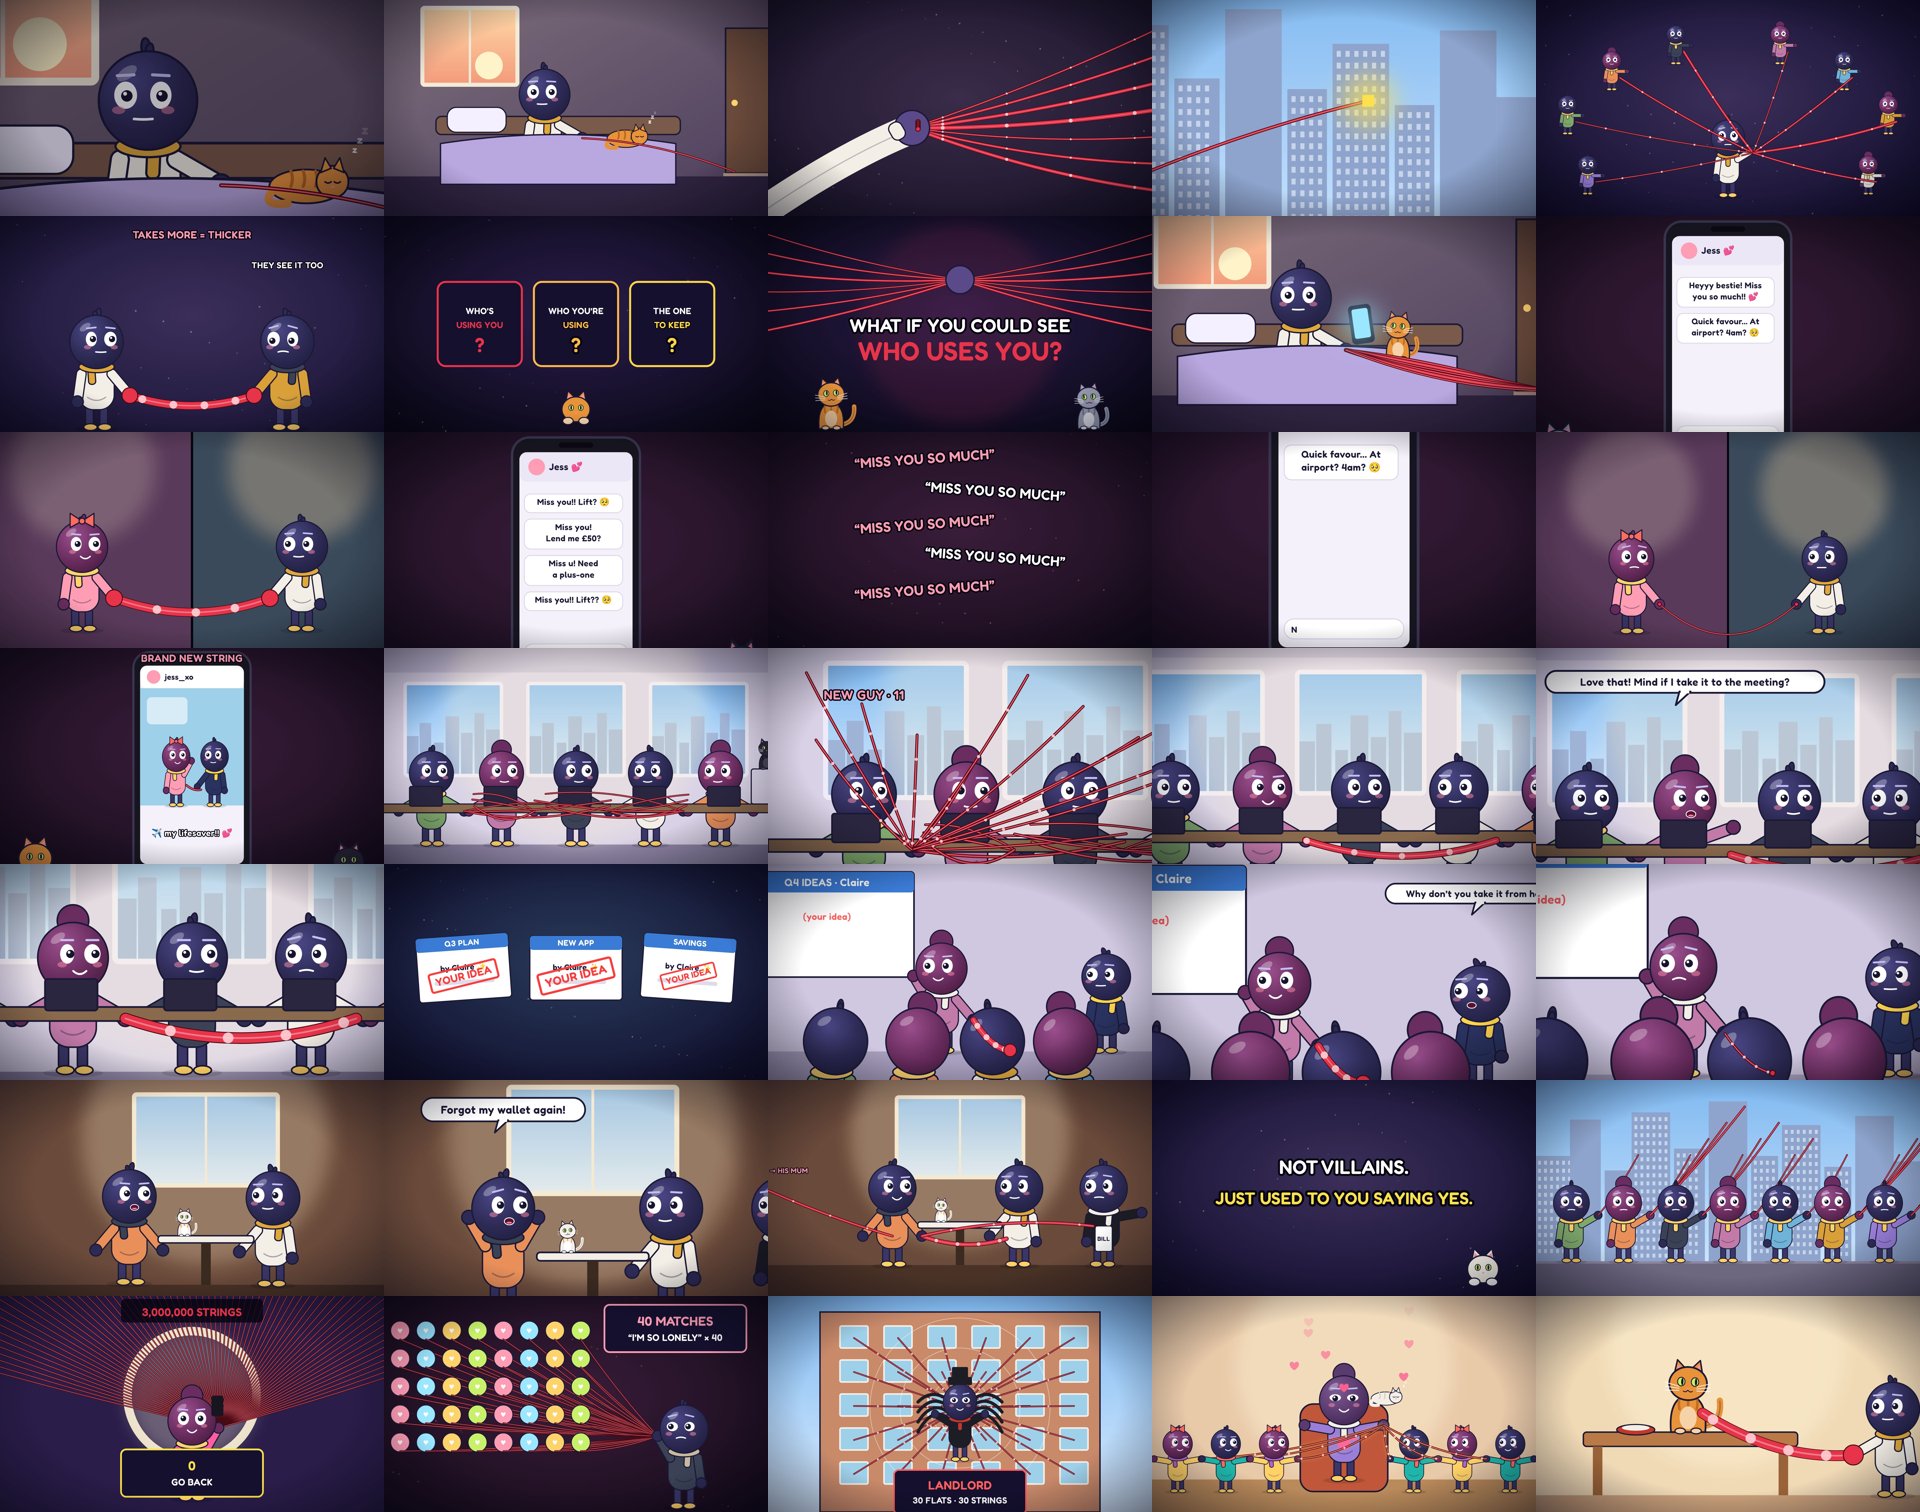 z z z
z z
TAKES MORE = THICKER
THEY SEE IT TOO
WHO'S
USING YOU
?
WHO YOU'RE
USING
?
THE ONE
TO KEEP
?
WHAT IF YOU COULD SEE
WHO USES YOU?
Jess 💕
Heyyy bestie! Miss
you so much!! 💕
Quick favour... At
airport? 4am? 🥺
Jess 💕
Miss you!! Lift? 🥺
Miss you!
Lend me £50?
Miss u! Need
a plus-one
Miss you!! Lift?? 🥺
"MISS YOU SO MUCH"
"MISS YOU SO MUCH"
"MISS YOU SO MUCH"
"MISS YOU SO MUCH"
"MISS YOU SO MUCH"
Quick favour... At
airport? 4am? 🥺
N
BRAND NEW STRING
jess_xo
✈️ my lifesaver!! 💕
NEW GUY · 11
Love that! Mind if I take it to the meeting?
Q3 PLAN
by Claire
YOUR IDEA
NEW APP
by Claire
YOUR IDEA
SAVINGS
by Claire
YOUR IDEA
Q4 IDEAS · Claire
(your idea)
Claire
ea)
Why don't you take it from h
idea)
Forgot my wallet again!
→ HIS MUM
BILL
NOT VILLAINS.
JUST USED TO YOU SAYING YES.
3,000,000 STRINGS
0
GO BACK
40 MATCHES
"I'M SO LONELY" × 40
LANDLORD
30 FLATS · 30 STRINGS